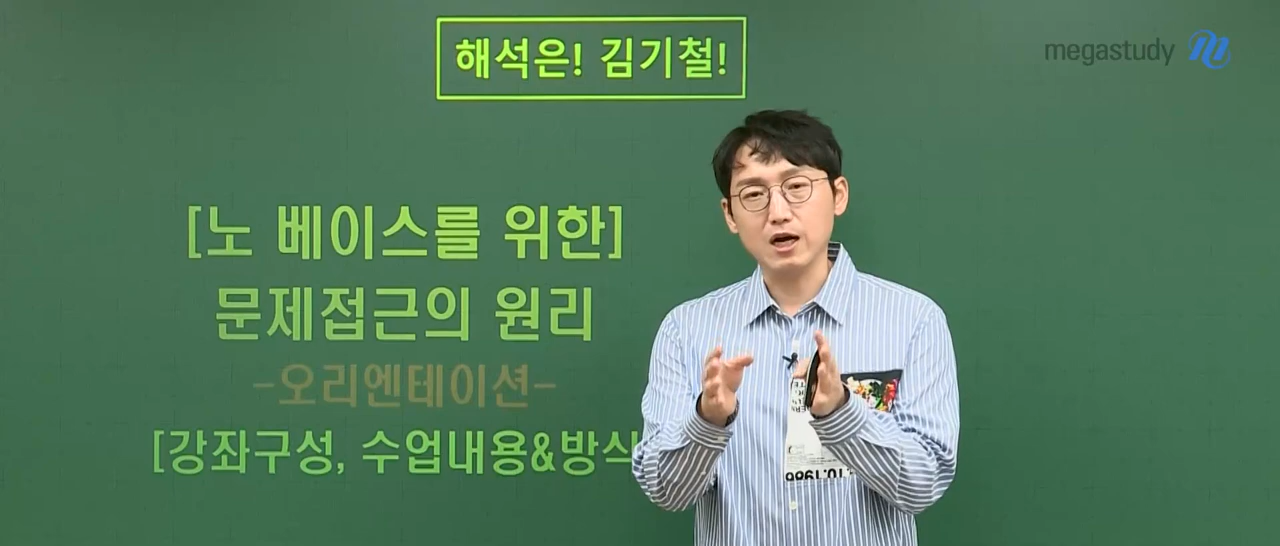 해석은! 김기철!
megastudy
[노 베이스를 위한]
문제접근의 원리
-오리엔테이션-
[강좌구성, 수업내용&방식